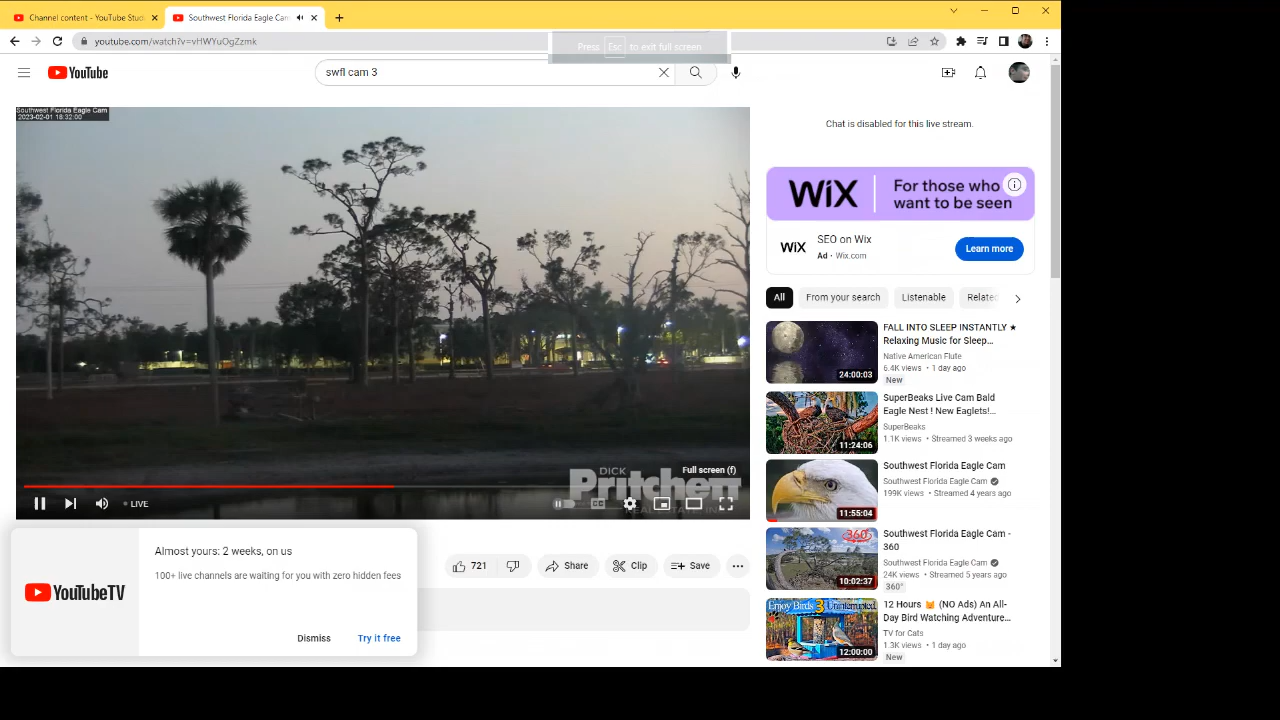 Channel content - YouTube Stud
Southwest Florida Eagle Cam
youtube.com/watch?v=vHWYuOgZzmk
Press Esc to exit full screen
YouTube
swfl cam 3
Southwest Florida Eagle Cam
2023-02-01 18:32:00
Chat is disabled for this live stream.
WiX
For those who
want to be seen
WiX
SEO on Wix
Ad • Wix.com
Learn more
All
From your search
Listenable
Related
FALL INTO SLEEP INSTANTLY ★
Relaxing Music for Sleep...
Native American Flute
6.4K views • 1 day ago
New
24:00:03
SuperBeaks Live Cam Bald
Eagle Nest ! New Eaglets!...
SuperBeaks
1.1K views • Streamed 3 weeks ago
11:24:06
Southwest Florida Eagle Cam
Southwest Florida Eagle Cam
199K views • Streamed 4 years ago
11:55:04
Southwest Florida Eagle Cam -
360
Southwest Florida Eagle Cam
24K views • Streamed 5 years ago
360°
360
10:02:37
12 Hours 🐱 (NO Ads) An All-
Day Bird Watching Adventure...
TV for Cats
1.3K views • 1 day ago
New
Enjoy Birds 3 Uninterrupted
12:00:00
Full screen (f)
DICK
Pritchett
LIVE
CC
Almost yours: 2 weeks, on us
100+ live channels are waiting for you with zero hidden fees
YouTubeTV
Dismiss
Try it free
721
Share
Clip
Save